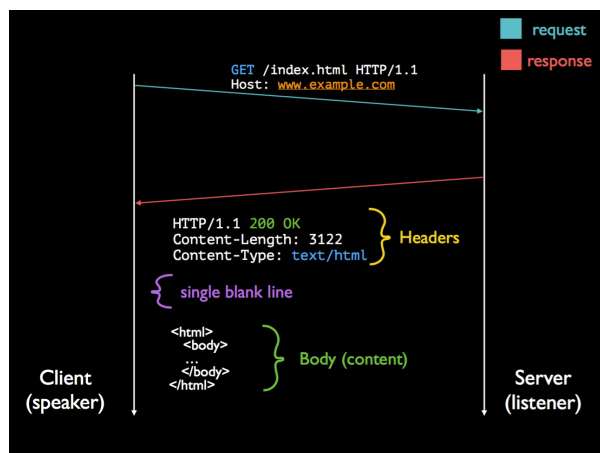 request
response
GET /index.html HTTP/1.1
Host: www.example.com
HTTP/1.1 200 OK
Content-Length: 3122
Content-Type: text/html
Headers
single blank line
<html>
<body>
...
</body>
</html>
Body (content)
Client
(speaker)
Server
(listener)